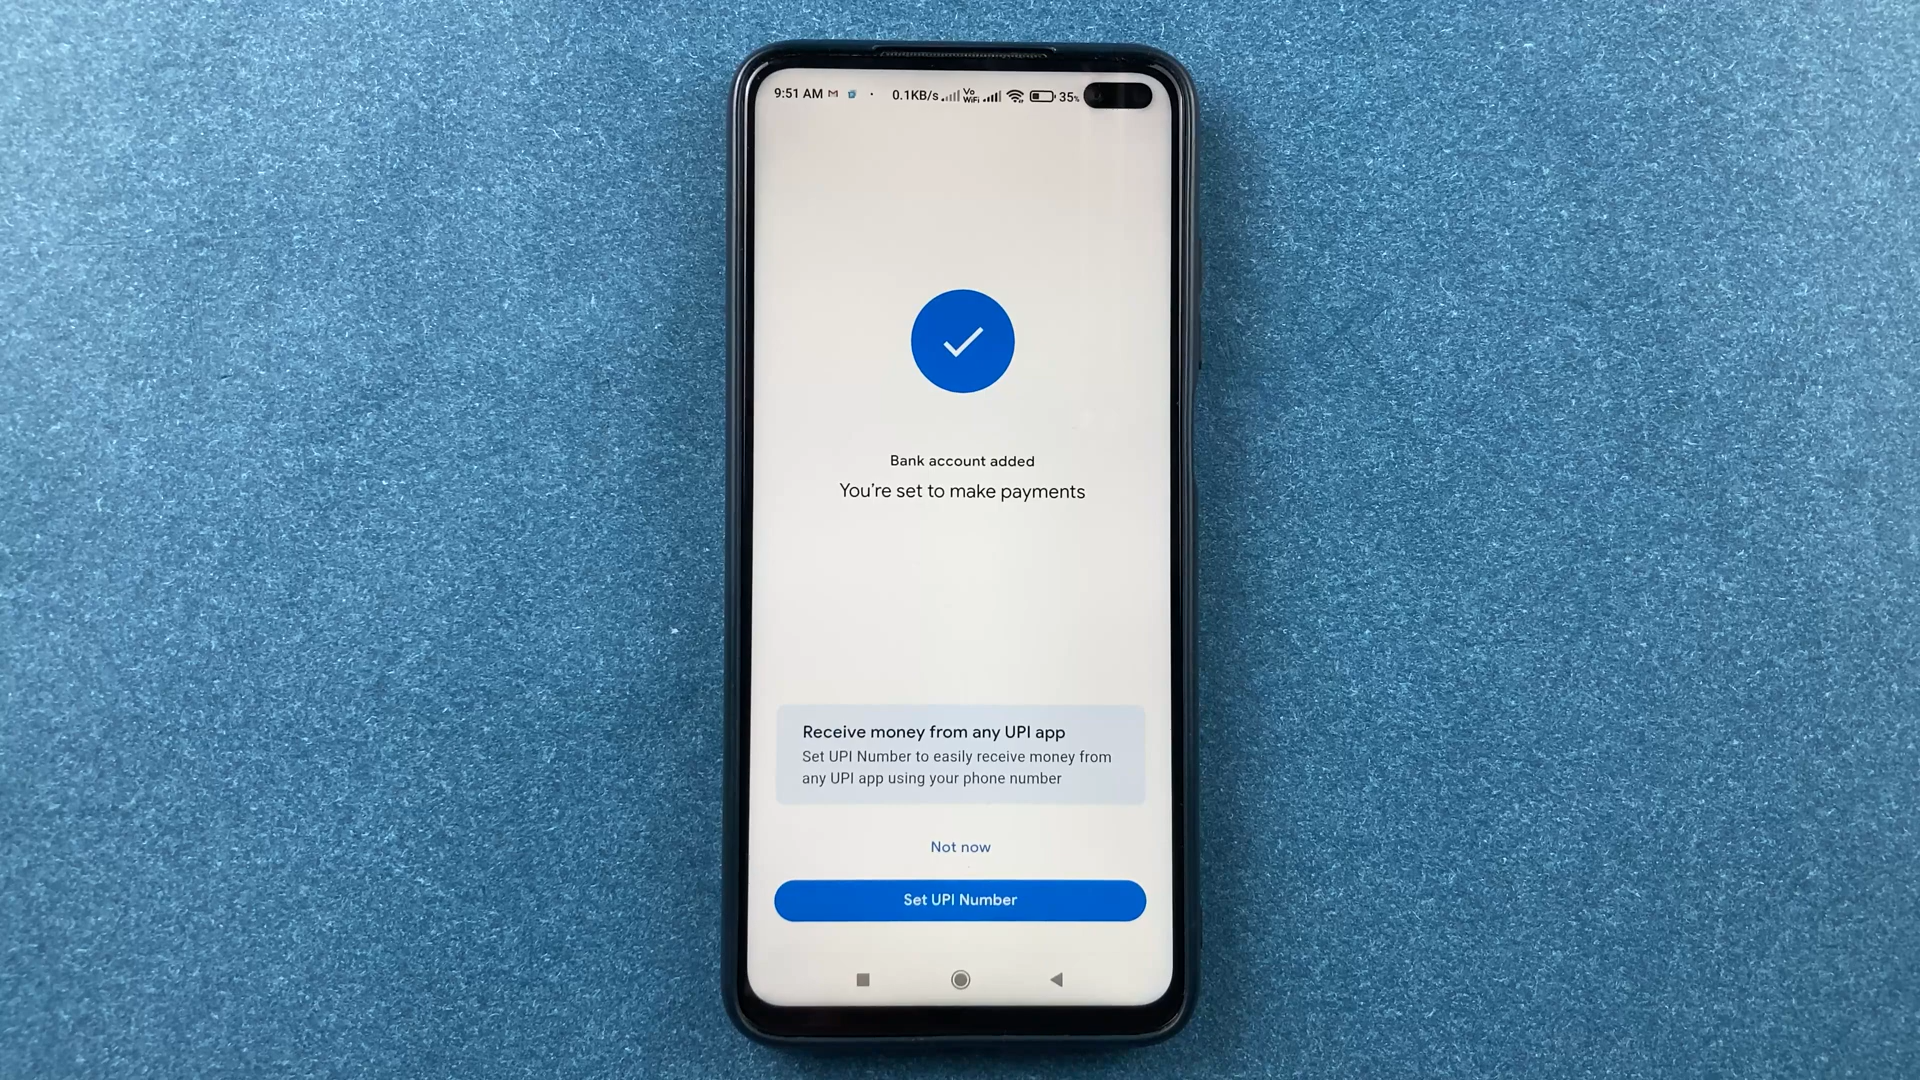 9:51 AM 0.1KB/s Vo WiFi 35%
Bank account added
You're set to make payments
Receive money from any UPI app
Set UPI Number to easily receive money from
any UPI app using your phone number
Not now
Set UPI Number